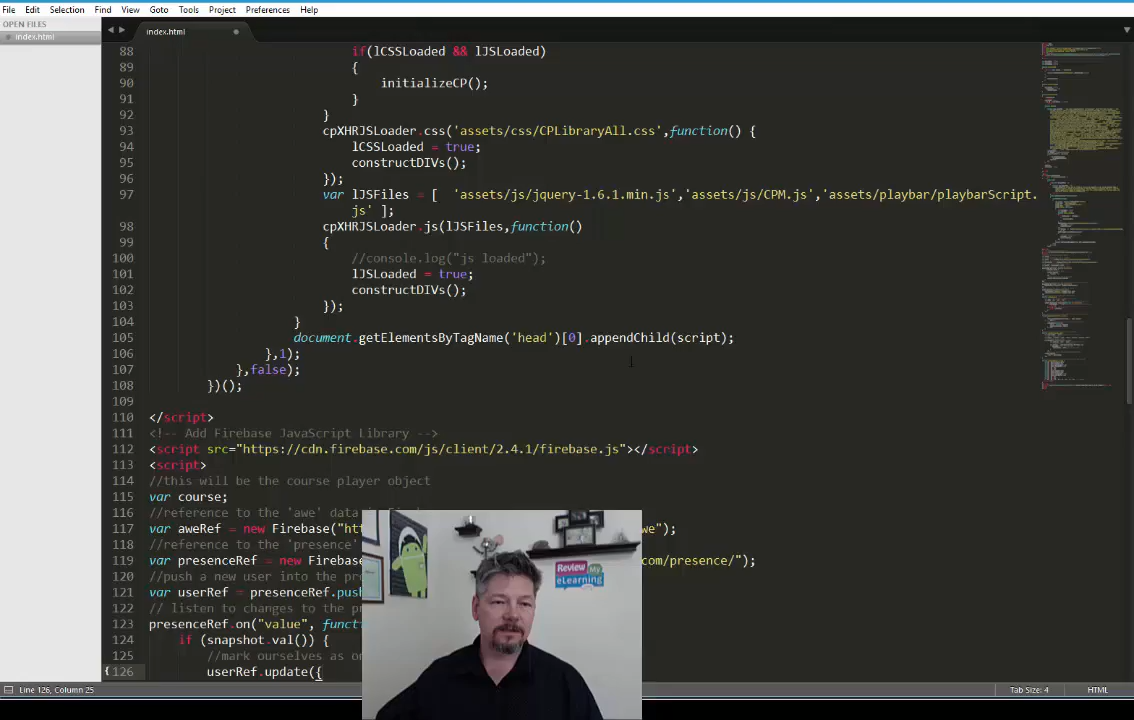 File Edit Selection Find View Goto Tools Project Preferences Help
OPEN FILES
index.html
index.html
88 if(lCSSLoaded && lJSLoaded)
89 {
90 initializeCP();
91 }
92 }
93 cpXHRJSLoader.css('assets/css/CPLibraryAll.css',function() {
94 lCSSLoaded = true;
95 constructDIVs();
96 });
97 var lJSFiles = [  'assets/js/jquery-1.6.1.min.js','assets/js/CPM.js','assets/playbar/playbarScript.
js' ];
98 cpXHRJSLoader.js(lJSFiles,function()
99 {
100 //console.log("js loaded");
101 lJSLoaded = true;
102 constructDIVs();
103 });
104 }
105 document.getElementsByTagName('head')[0].appendChild(script);
106 },1);
107 },false);
108 })();
109
110 </script>
111 <!-- Add Firebase JavaScript Library -->
112 <script src="https://cdn.firebase.com/js/client/2.4.1/firebase.js"></script>
113 <script>
114 //this will be the course player object
115 var course;
116 //reference to the 'awe' data
117 var aweRef = new Firebase("htt we");
118 //reference to the 'presence'
119 var presenceRef = new Firebase com/presence/");
120 //push a new user into the pr
121 var userRef = presenceRef.push
122 // listen to changes to the pr
123 presenceRef.on("value", funct
124 if (snapshot.val()) {
125 //mark ourselves as on
126 userRef.update({
Review My
eLearning
Line 126, Column 25 Tab Size: 4 HTML